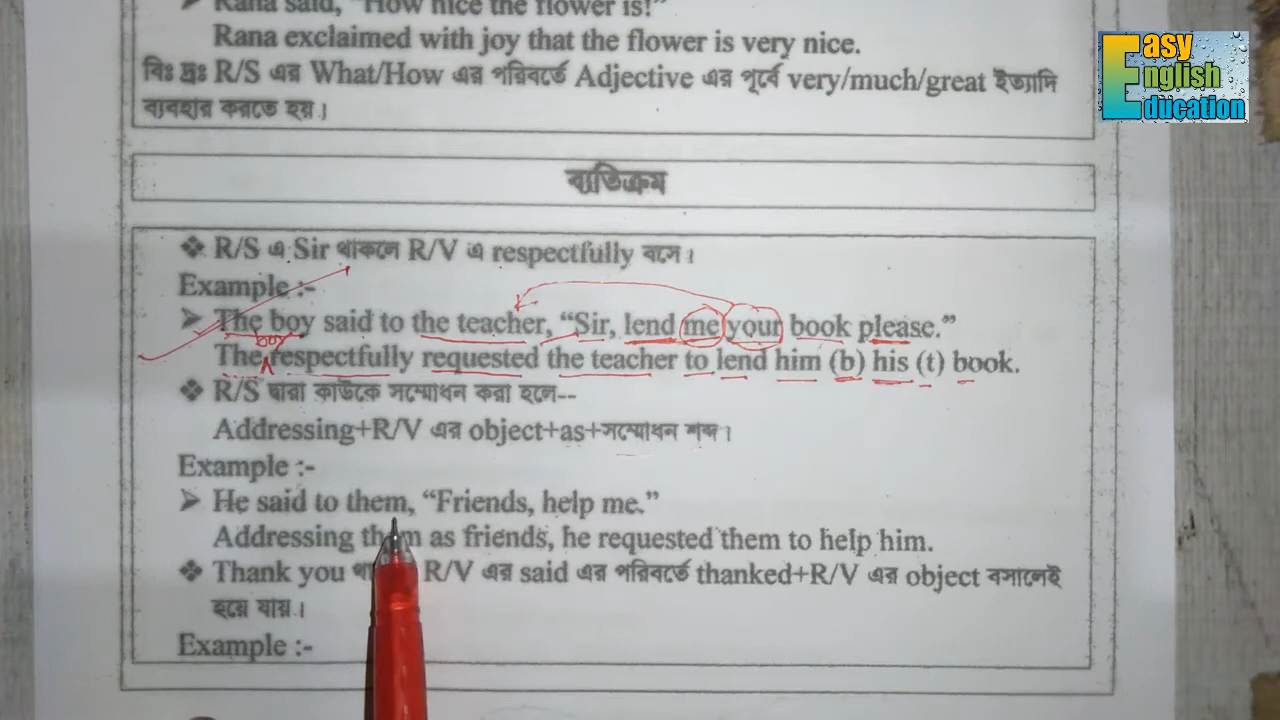 Rana said, “How nice the flower is!”
Rana exclaimed with joy that the flower is very nice.
বিঃ দ্রঃ R/S এর What/How এর পরিবর্তে Adjective এর পূর্বে very/much/great ইত্যাদি
ব্যবহার করতে হয়।
Easy
English
Education
ব্যতিক্রম
❖ R/S এ Sir থাকলে R/V এ respectfully বসে।
Example :-
➤ The boy said to the teacher, “Sir, lend me your book please.”
boy
The respectfully requested the teacher to lend him (b) his (t) book.
❖ R/S দ্বারা কাউকে সম্মোধন করা হলে--
Addressing+R/V এর object+as+সম্মোধন শব্দ।
Example :-
➤ He said to them, “Friends, help me.”
Addressing them as friends, he requested them to help him.
❖ Thank you R/V এর said এর পরিবর্তে thanked+R/V এর object বসালেই
হয়ে যায়।
Example :-